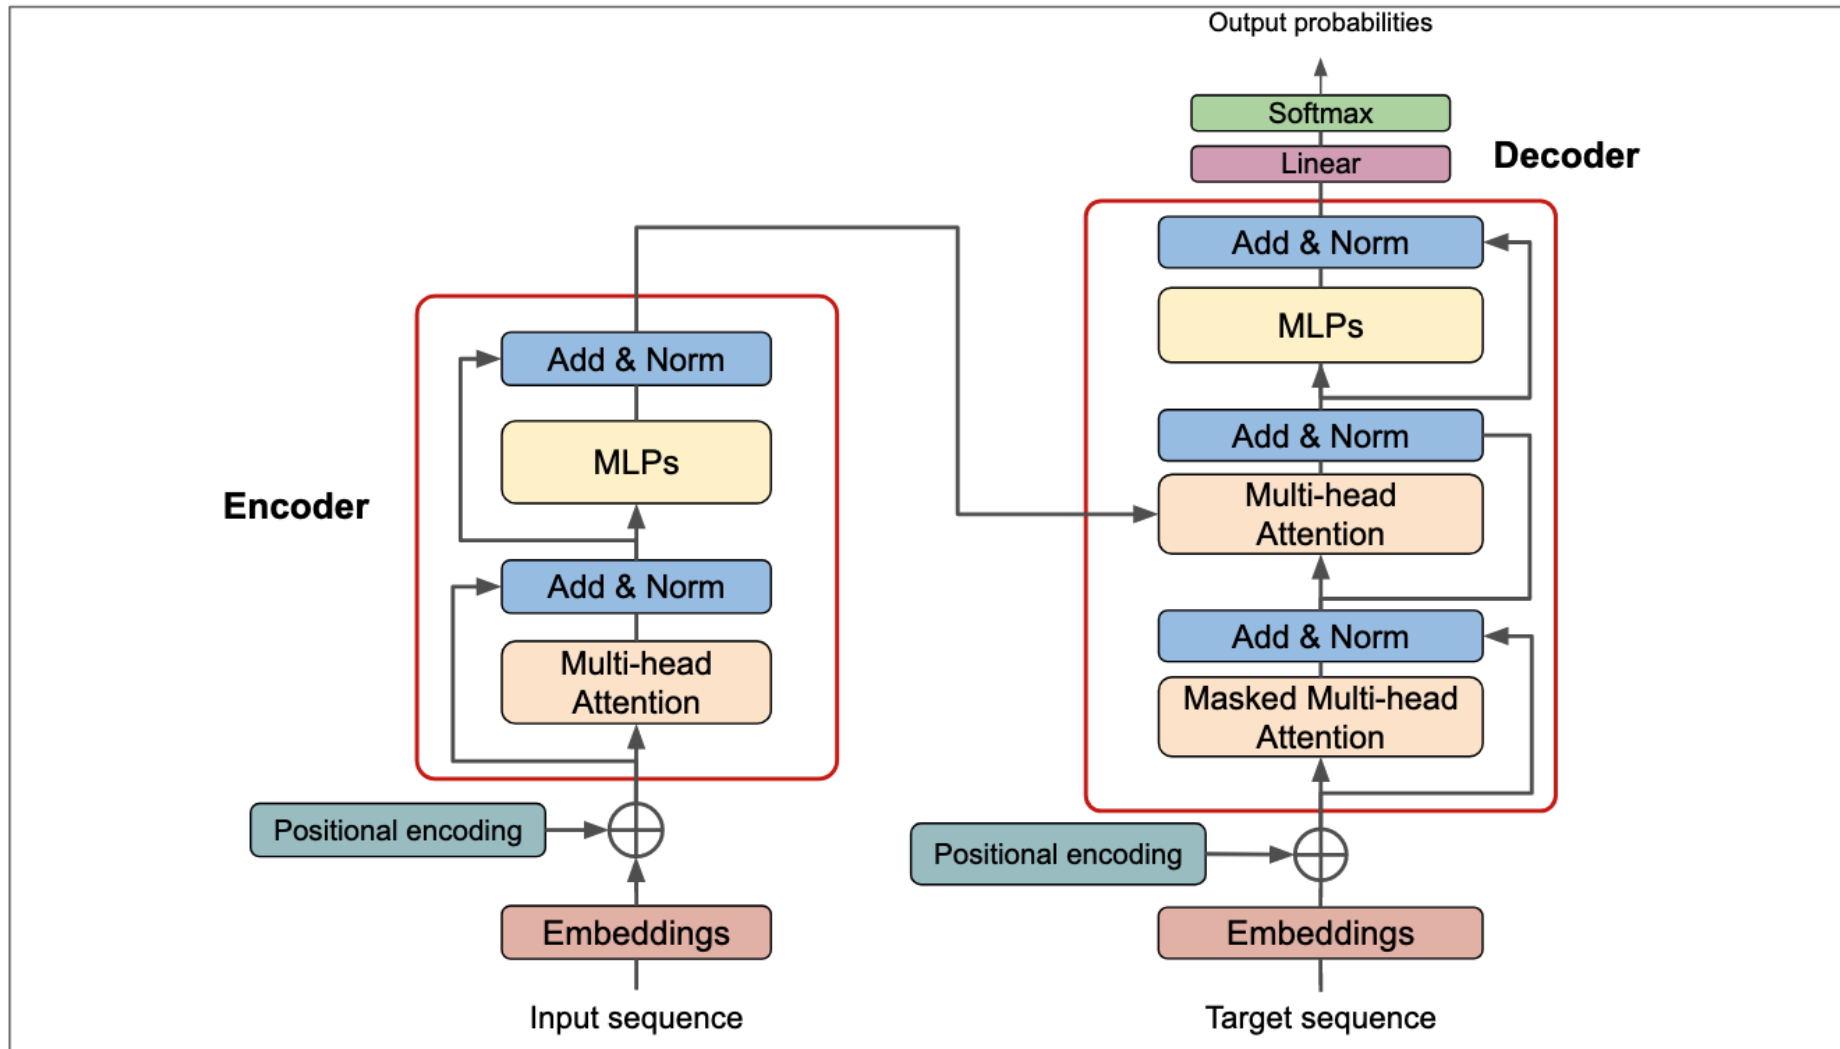 Output probabilities
Softmax
Linear
Decoder
Add & Norm
MLPs
Add & Norm
Multi-head
Attention
Add & Norm
Masked Multi-head
Attention
Positional encoding
Embeddings
Target sequence
Encoder
Add & Norm
MLPs
Add & Norm
Multi-head
Attention
Positional encoding
Embeddings
Input sequence